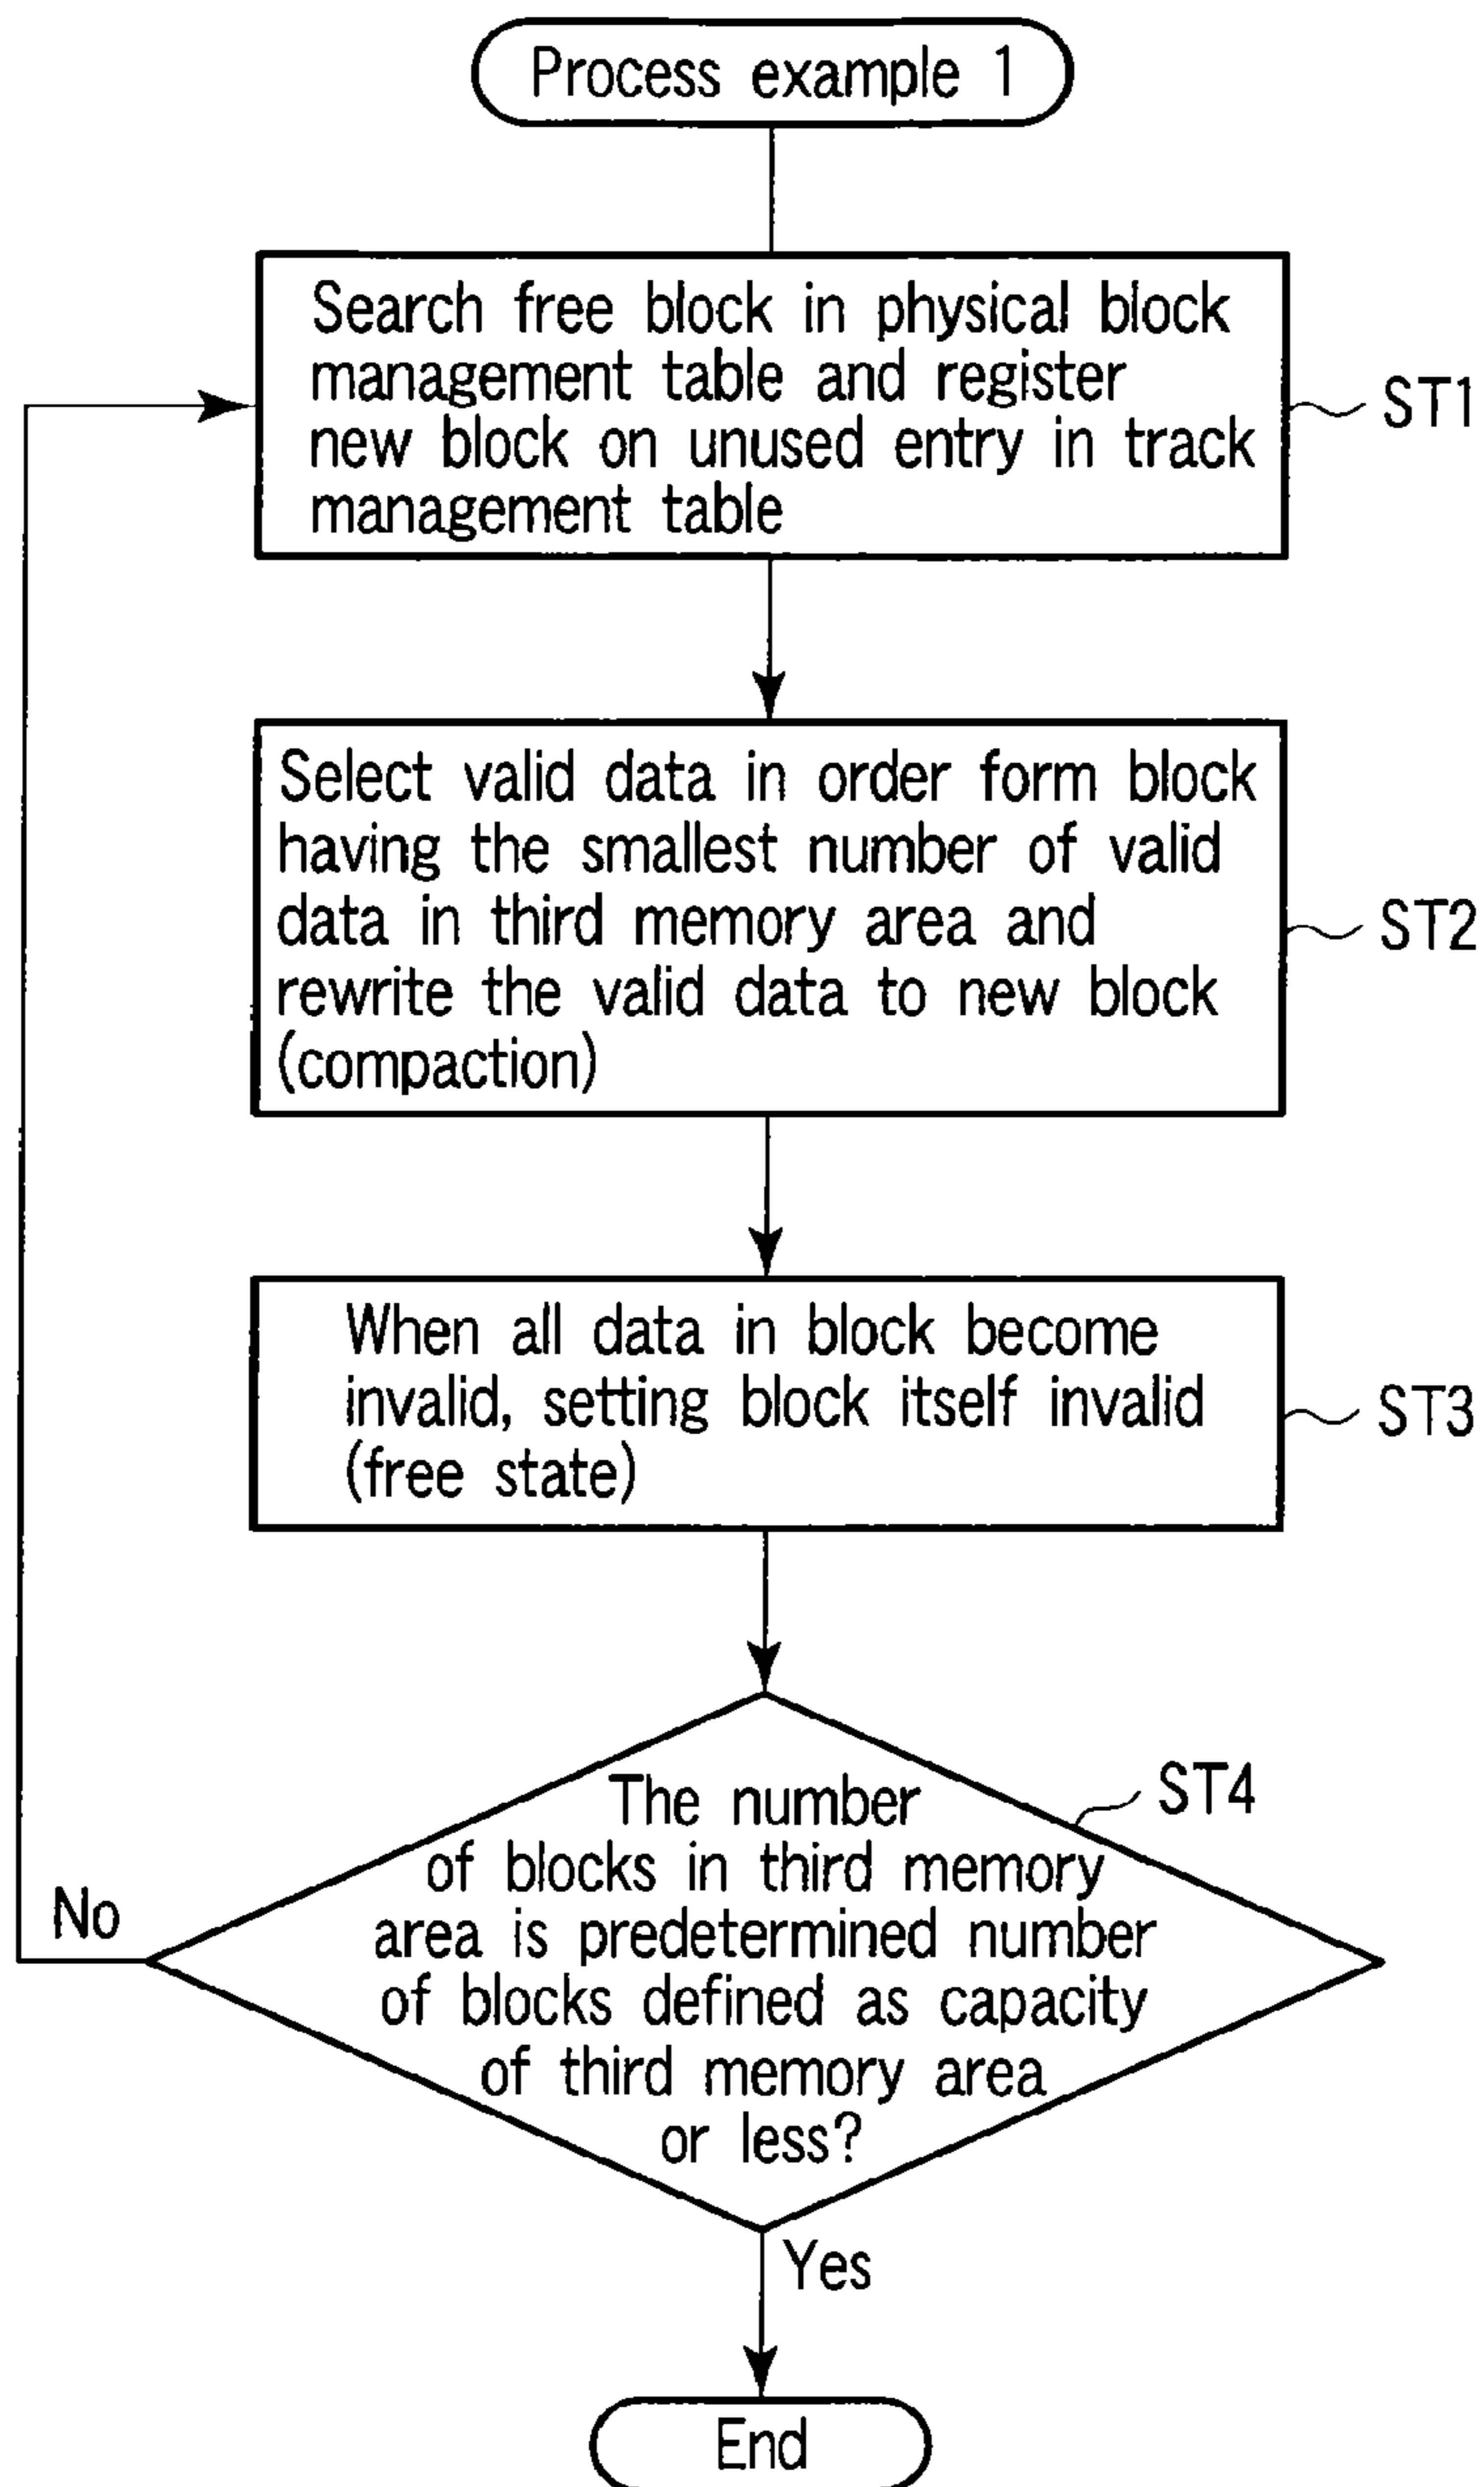 Process example 1
Search free block in physical block
management table and register
new block on unused entry in track
management table
ST1
Select valid data in order form block
having the smallest number of valid
data in third memory area and
rewrite the valid data to new block
(compaction)
ST2
When all data in block become
invalid, setting block itself invalid
(free state)
ST3
The number
of blocks in third memory
area is predetermined number
of blocks defined as capacity
of third memory area
or less?
ST4
No
Yes
End